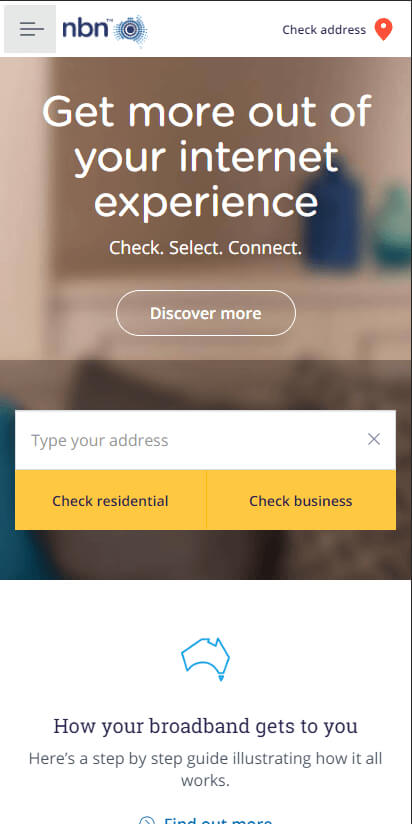 nbn™
Check address
Get more out of
your internet
experience
Check. Select. Connect.
Discover more
Type your address
Check residential
Check business
How your broadband gets to you
Here's a step by step guide illustrating how it all
works.
Find out more